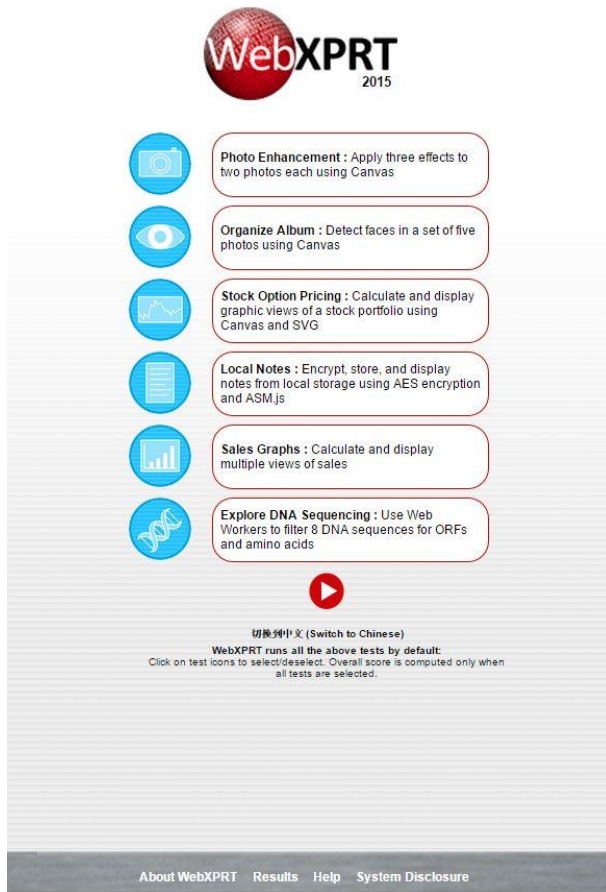 WebXPRT
2015
Photo Enhancement : Apply three effects to
two photos each using Canvas
Organize Album : Detect faces in a set of five
photos using Canvas
Stock Option Pricing : Calculate and display
graphic views of a stock portfolio using
Canvas and SVG
Local Notes : Encrypt, store, and display
notes from local storage using AES encryption
and ASM.js
Sales Graphs : Calculate and display
multiple views of sales
Explore DNA Sequencing : Use Web
Workers to filter 8 DNA sequences for ORFs
and amino acids
切换到中文 (Switch to Chinese)
WebXPRT runs all the above tests by default:
Click on test icons to select/deselect. Overall score is computed only when
all tests are selected.
About WebXPRT Results Help System Disclosure